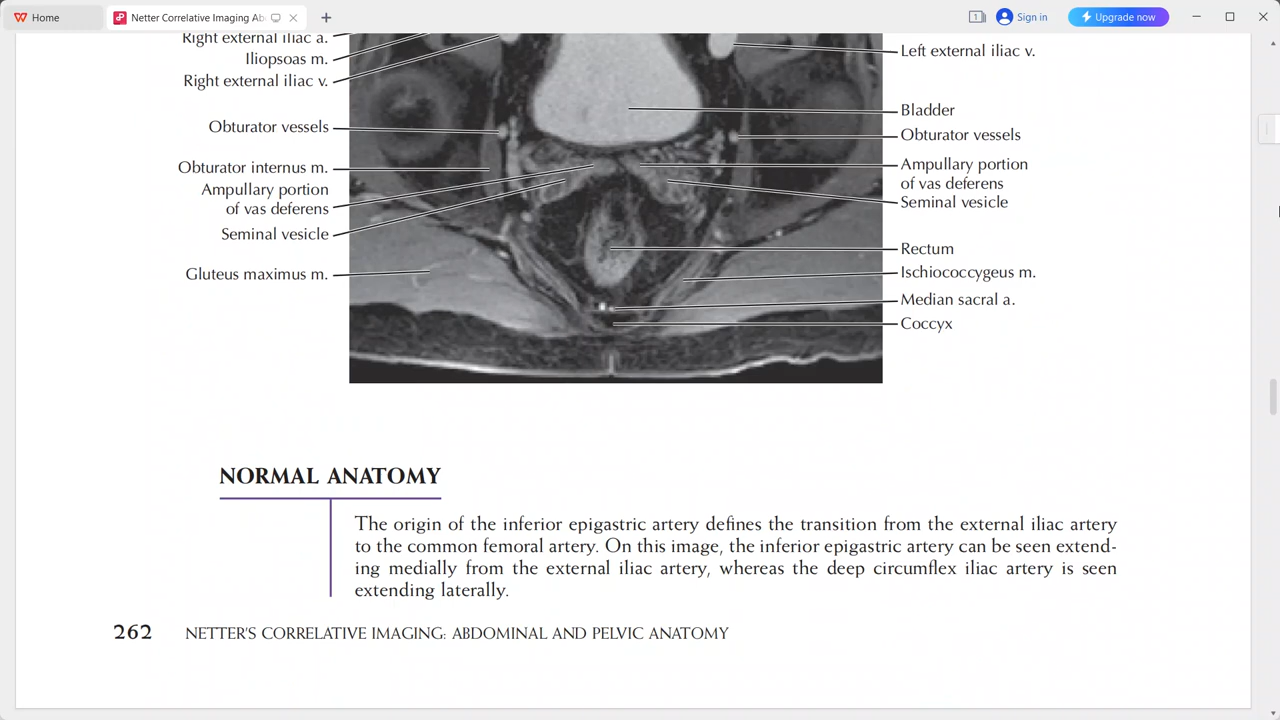 Home
Netter Correlative Imaging Ab
1
Sign in
Upgrade now
Right external iliac a.
Iliopsoas m.
Right external iliac v.
Obturator vessels
Obturator internus m.
Ampullary portion
of vas deferens
Seminal vesicle
Gluteus maximus m.
Left external iliac v.
Bladder
Obturator vessels
Ampullary portion
of vas deferens
Seminal vesicle
Rectum
Ischiococcygeus m.
Median sacral a.
Coccyx
NORMAL ANATOMY
The origin of the inferior epigastric artery defines the transition from the external iliac artery
to the common femoral artery. On this image, the inferior epigastric artery can be seen extend-
ing medially from the external iliac artery, whereas the deep circumflex iliac artery is seen
extending laterally.
262 NETTER'S CORRELATIVE IMAGING: ABDOMINAL AND PELVIC ANATOMY